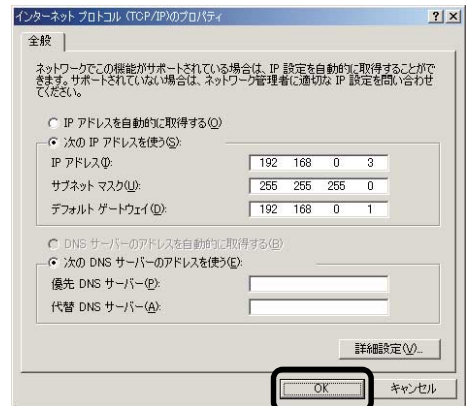 インターネット プロトコル (TCP/IP)のプロパティ
? ×
全般
ネットワークでこの機能がサポートされている場合は、IP 設定を自動的に取得することがで
きます。サポートされていない場合は、ネットワーク管理者に適切な IP 設定を問い合わせ
てください。
IP アドレスを自動的に取得する(O)
次の IP アドレスを使う(S):
IP アドレス(I): 192 168 0 3
サブネット マスク(U): 255 255 255 0
デフォルト ゲートウェイ(D): 192 168 0 1
DNS サーバーのアドレスを自動的に取得する(B)
次の DNS サーバーのアドレスを使う(E):
優先 DNS サーバー(P):
代替 DNS サーバー(A):
詳細設定(V)...
OK キャンセル